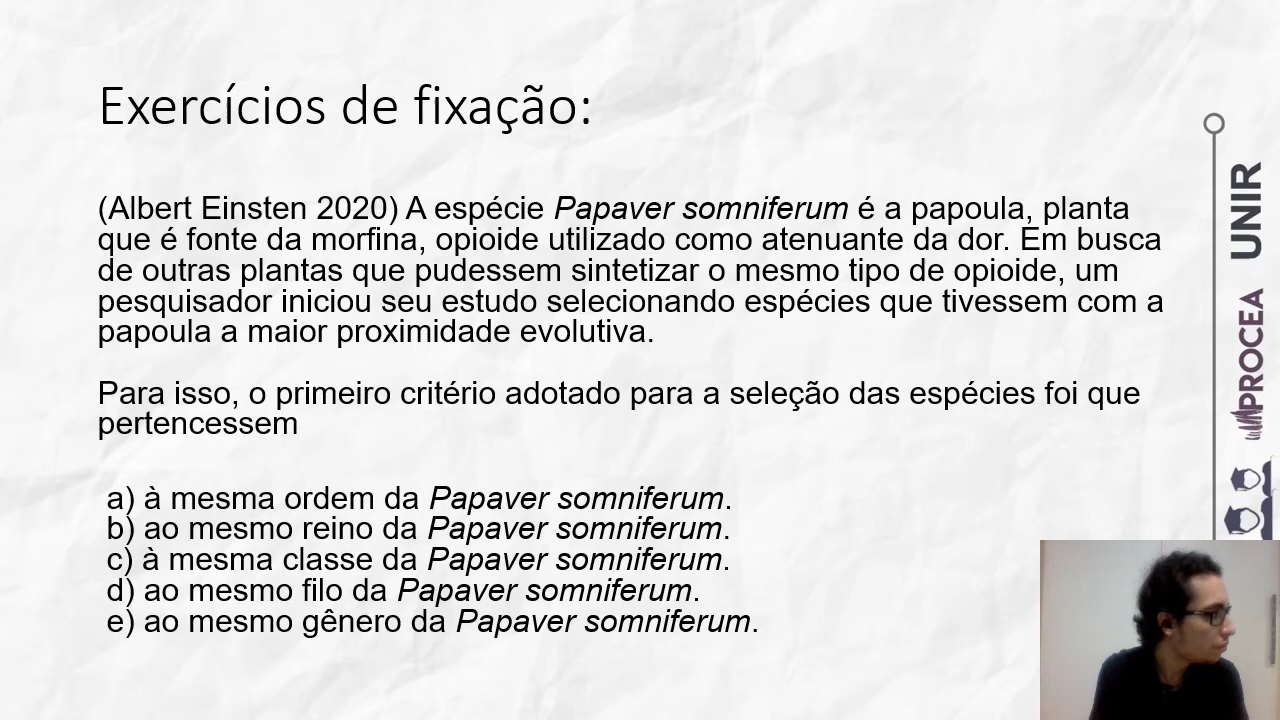 Exercícios de fixação:
(Albert Einsten 2020) A espécie Papaver somniferum é a papoula, planta
que é fonte da morfina, opioide utilizado como atenuante da dor. Em busca
de outras plantas que pudessem sintetizar o mesmo tipo de opioide, um
pesquisador iniciou seu estudo selecionando espécies que tivessem com a
papoula a maior proximidade evolutiva.
Para isso, o primeiro critério adotado para a seleção das espécies foi que
pertencessem
a) à mesma ordem da Papaver somniferum.
b) ao mesmo reino da Papaver somniferum.
c) à mesma classe da Papaver somniferum.
d) ao mesmo filo da Papaver somniferum.
e) ao mesmo gênero da Papaver somniferum.
UNIR
PROCEA